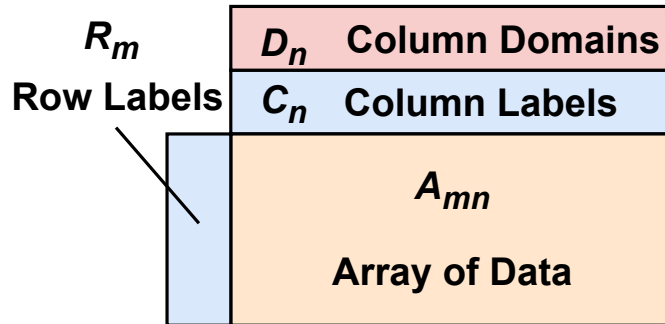 R_m
Row Labels
D_n Column Domains
C_n Column Labels
A_mn
Array of Data